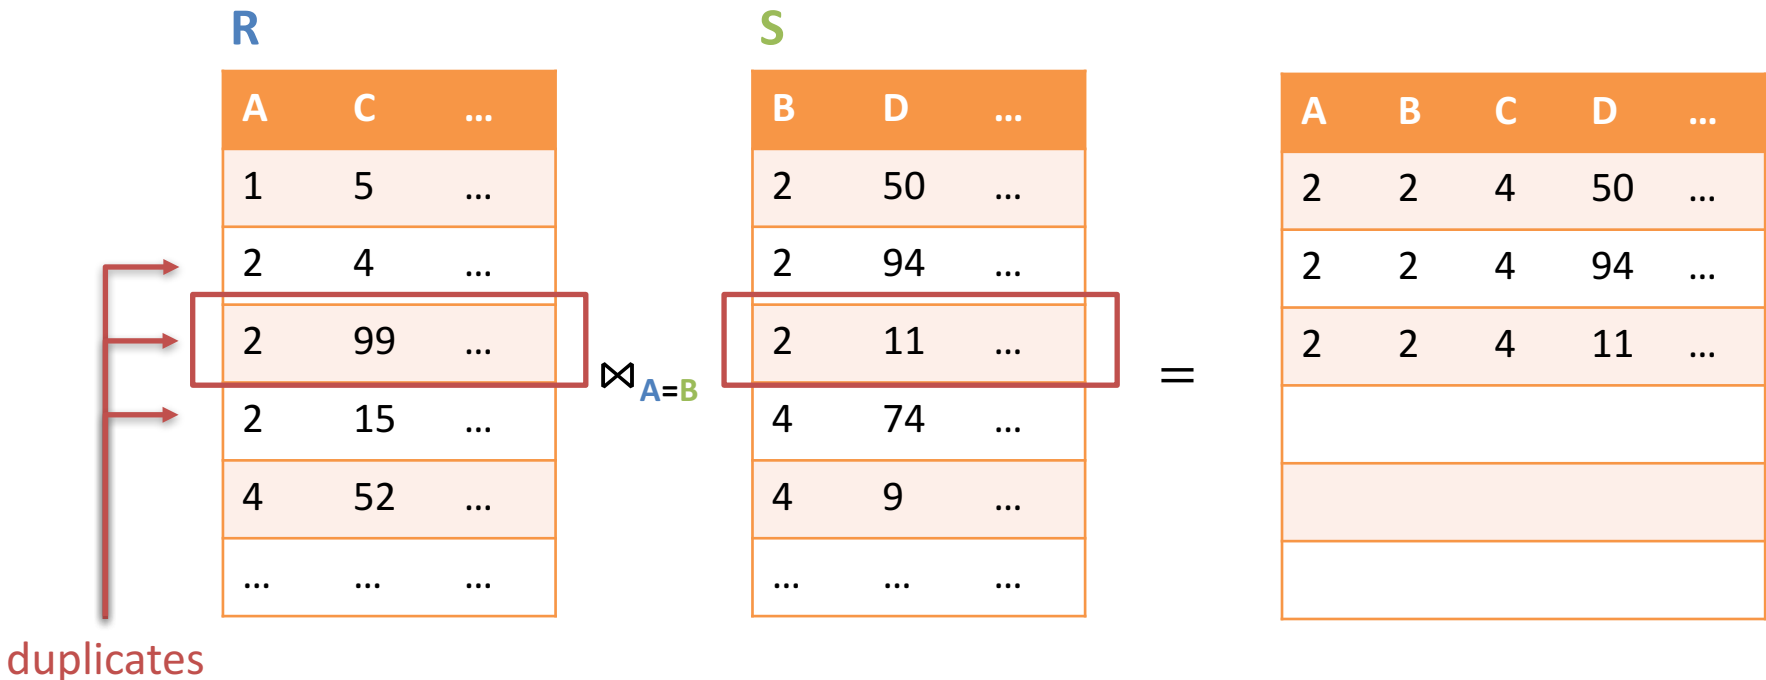 R S
A C ... B D ... A B C D ...
1 5 ... 2 50 ... 2 2 4 50 ...
2 4 ... 2 94 ... 2 2 4 94 ...
2 99 ... 2 11 ... 2 2 4 11 ...
⋈A=B =
2 15 ... 4 74 ...
4 52 ... 4 9 ...
... ... ... ... ... ...
duplicates